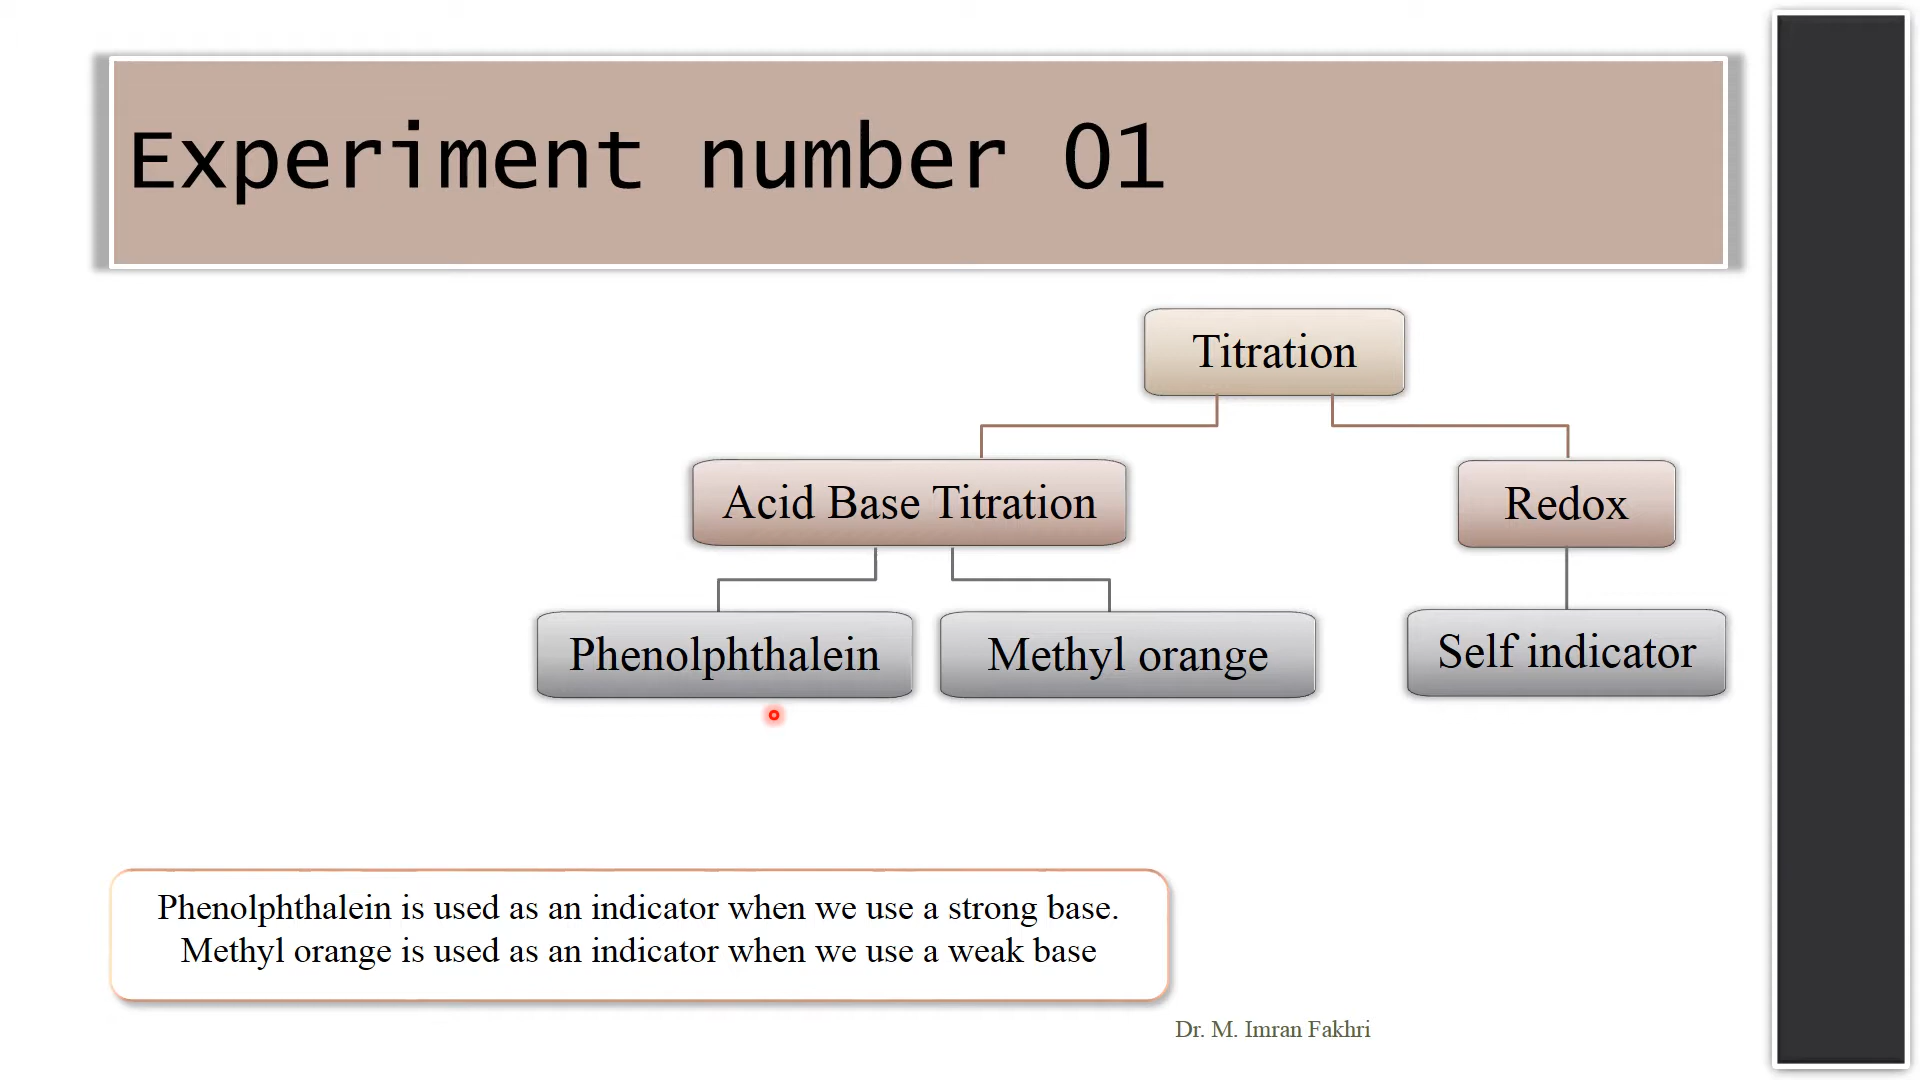 Experiment number 01
Titration
Acid Base Titration
Redox
Phenolphthalein
Methyl orange
Self indicator
Phenolphthalein is used as an indicator when we use a strong base.
Methyl orange is used as an indicator when we use a weak base
Dr. M. Imran Fakhri